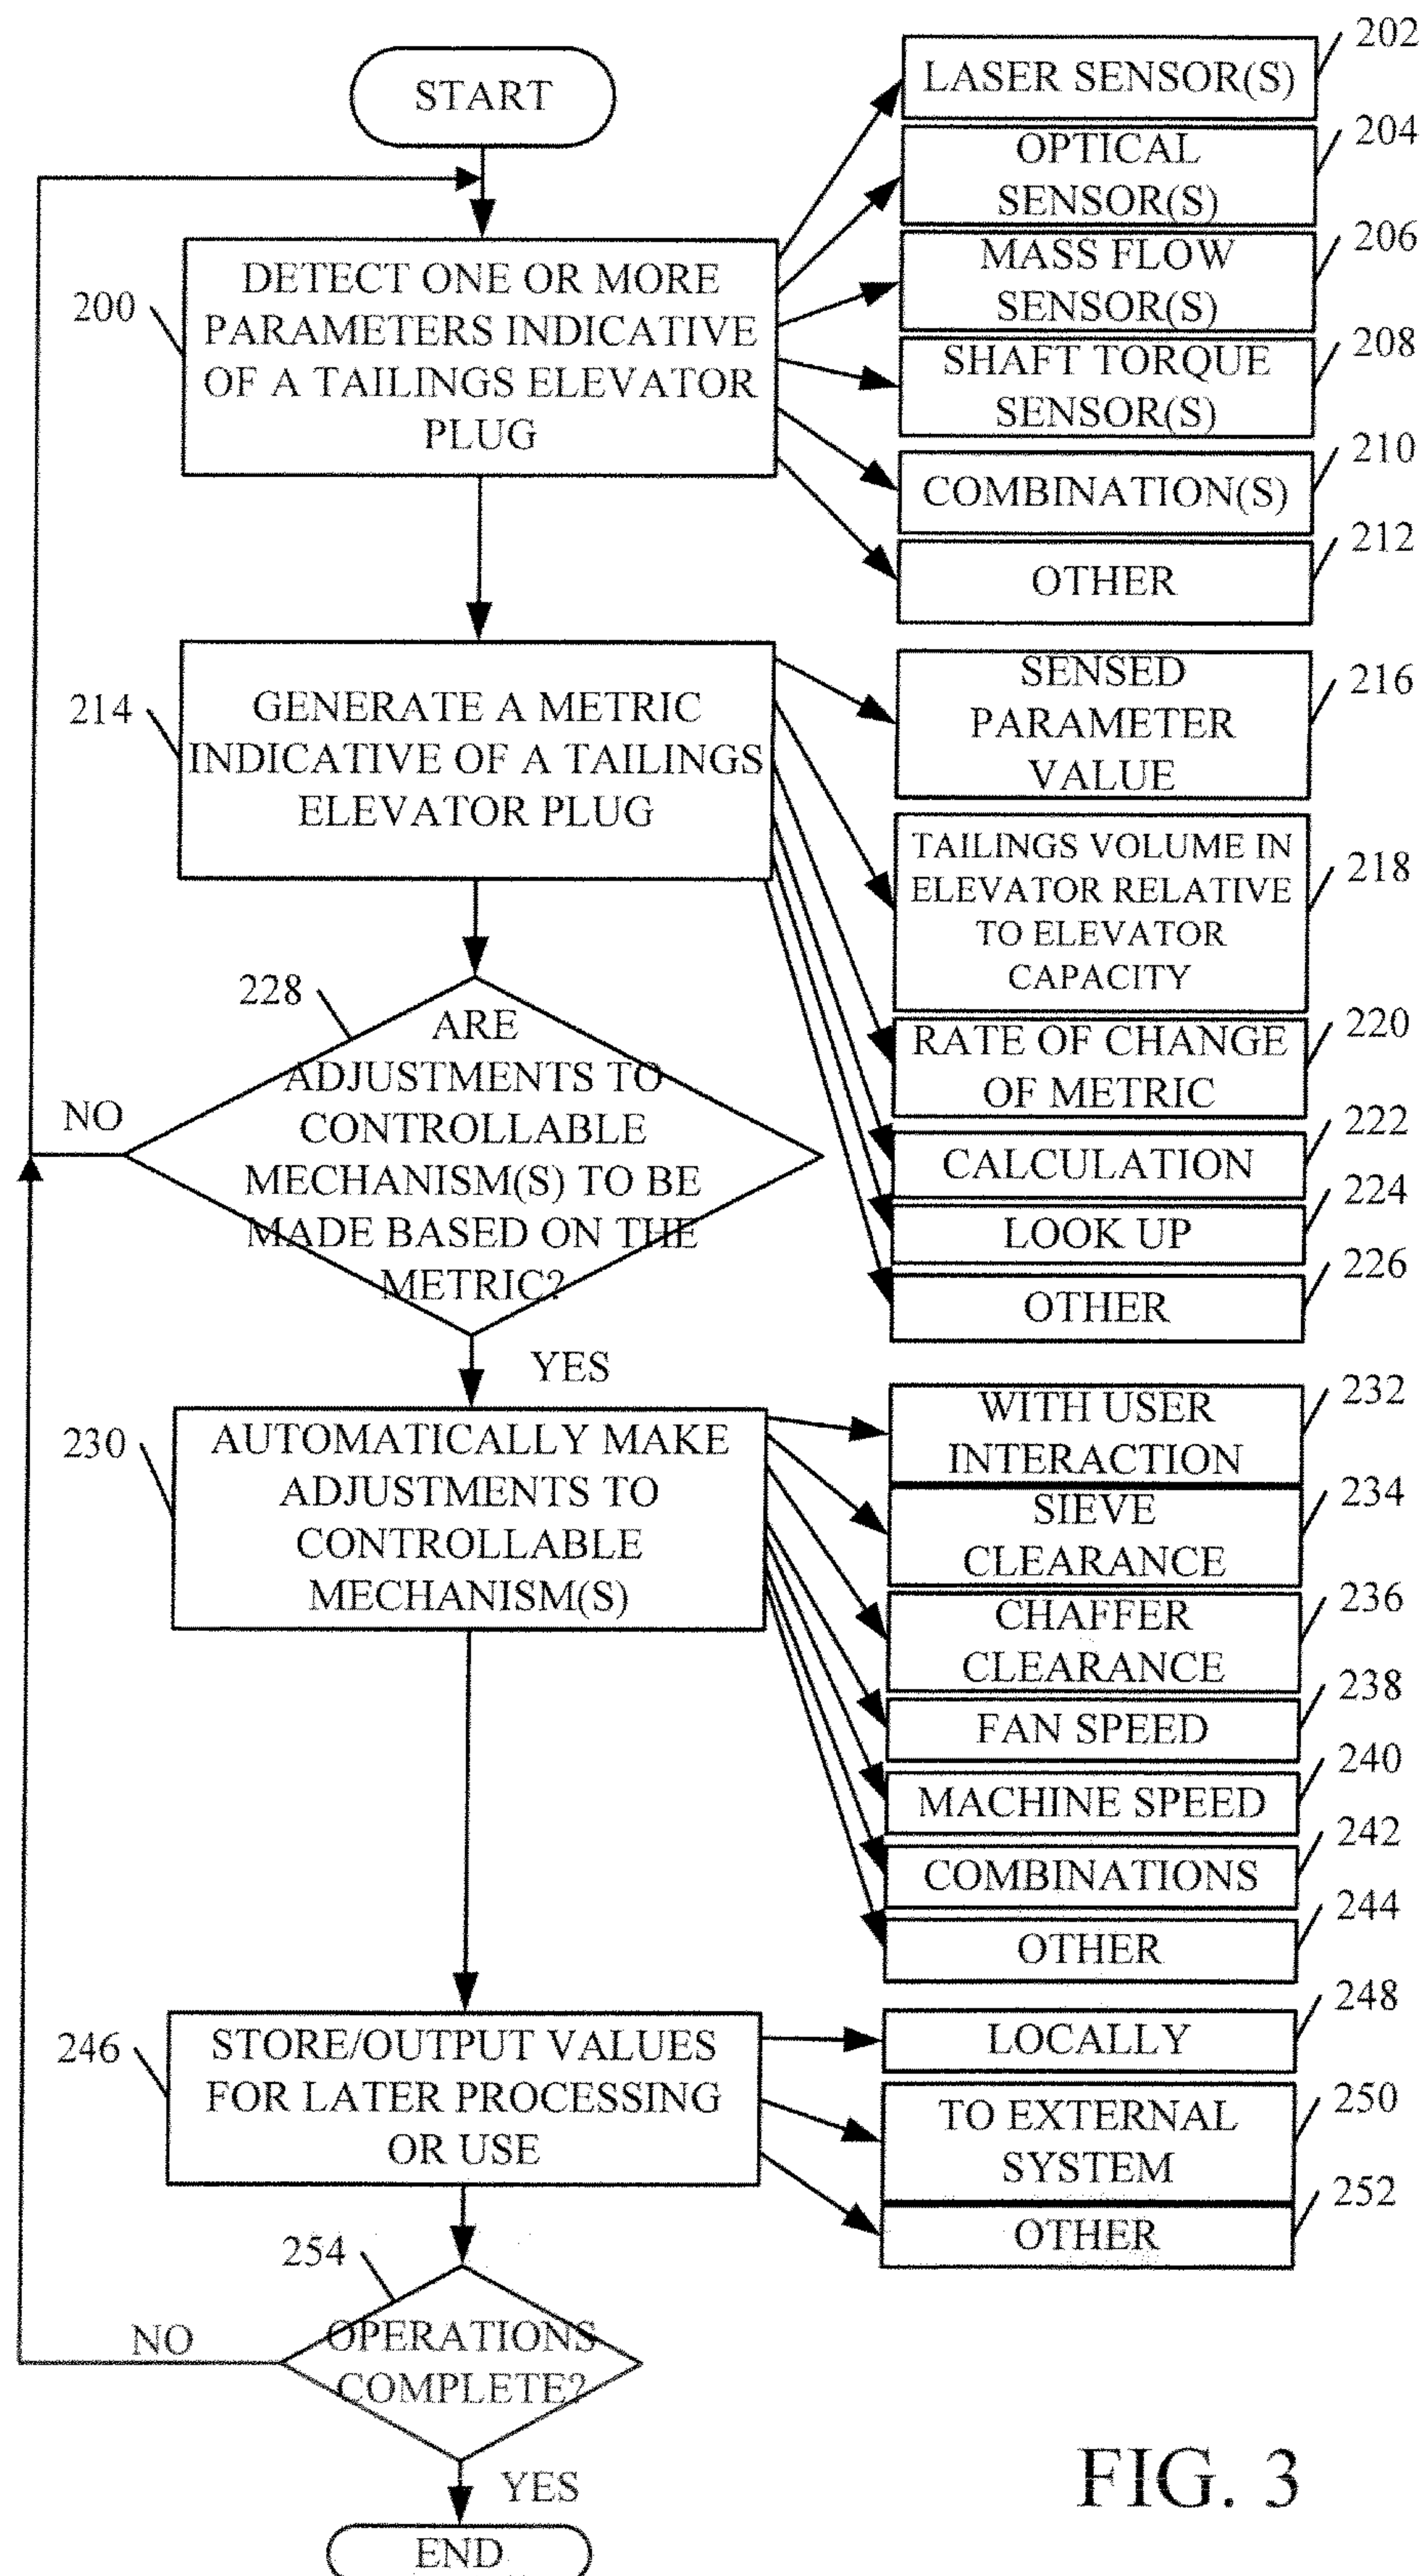 START
200
DETECT ONE OR MORE
PARAMETERS INDICATIVE
OF A TAILINGS ELEVATOR
PLUG
LASER SENSOR(S)
202
OPTICAL
SENSOR(S)
204
MASS FLOW
SENSOR(S)
206
SHAFT TORQUE
SENSOR(S)
208
COMBINATION(S)
210
OTHER
212
214
GENERATE A METRIC
INDICATIVE OF A TAILINGS
ELEVATOR PLUG
SENSED
PARAMETER
VALUE
216
TAILINGS VOLUME IN
ELEVATOR RELATIVE
TO ELEVATOR
CAPACITY
218
RATE OF CHANGE
OF METRIC
220
CALCULATION
222
LOOK UP
224
OTHER
226
228
ARE
ADJUSTMENTS TO
CONTROLLABLE
MECHANISM(S) TO BE
MADE BASED ON THE
METRIC?
NO
YES
230
AUTOMATICALLY MAKE
ADJUSTMENTS TO
CONTROLLABLE
MECHANISM(S)
WITH USER
INTERACTION
232
SIEVE
CLEARANCE
234
CHAFFER
CLEARANCE
236
FAN SPEED
238
MACHINE SPEED
240
COMBINATIONS
242
OTHER
244
246
STORE/OUTPUT VALUES
FOR LATER PROCESSING
OR USE
LOCALLY
248
TO EXTERNAL
SYSTEM
250
OTHER
252
254
OPERATIONS
COMPLETE?
NO
YES
END
FIG. 3